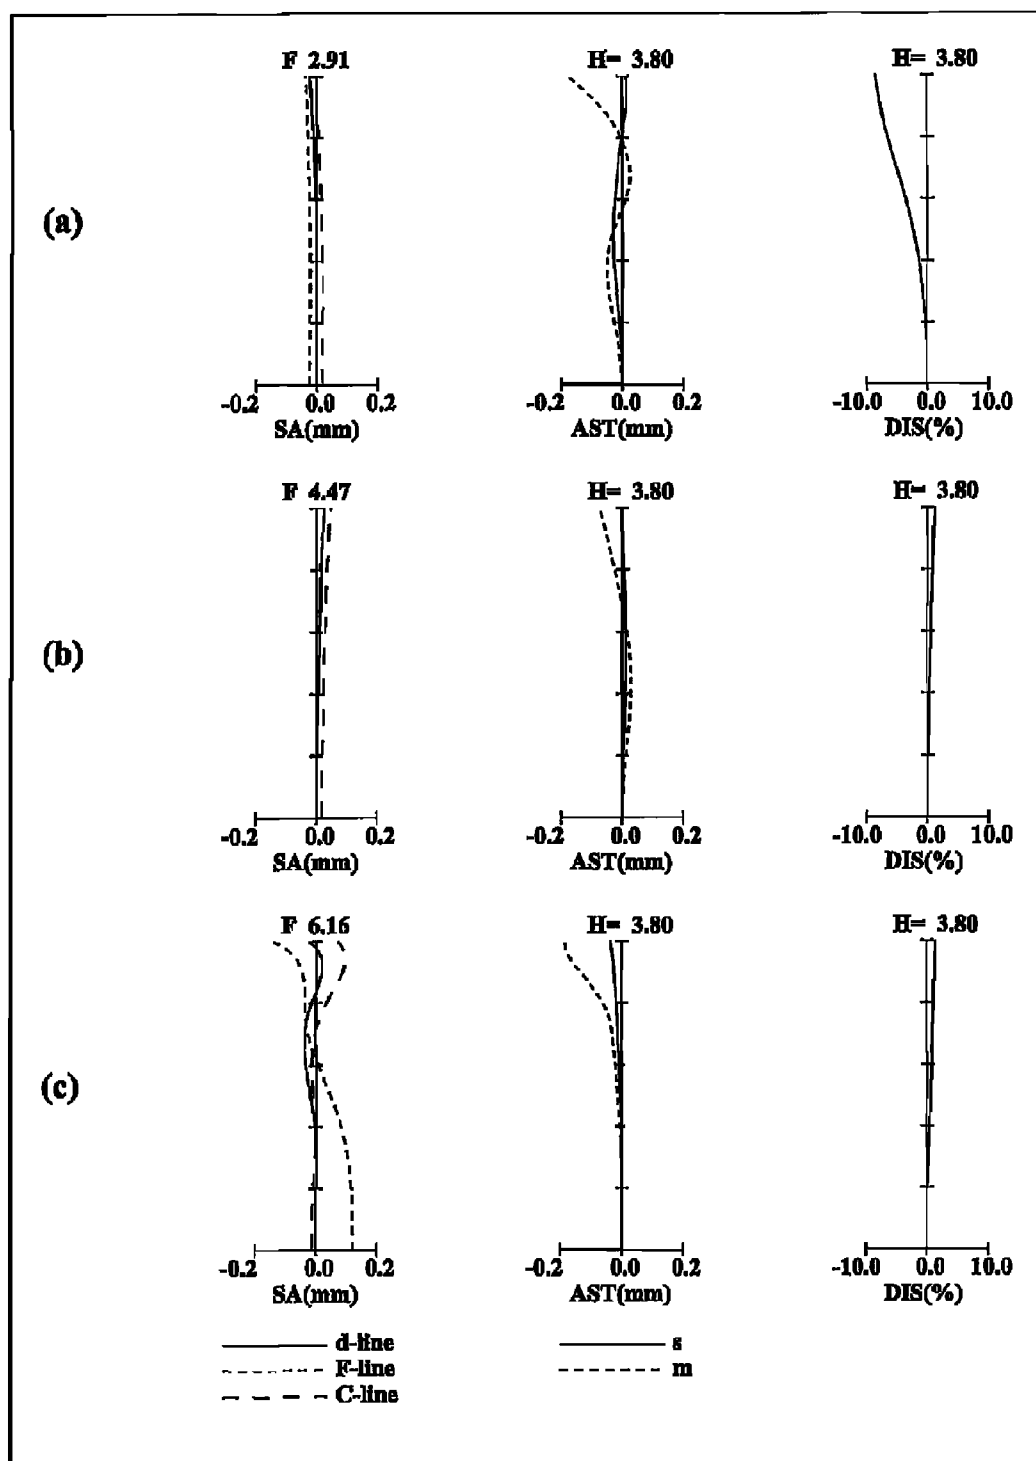 F 2.91 H= 3.80 H= 3.80
(a)
-0.2 0.0 0.2 -0.2 0.0 0.2 -10.0 0.0 10.0
SA(mm) AST(mm) DIS(%)
F 4.47 H= 3.80 H= 3.80
(b)
-0.2 0.0 0.2 -0.2 0.0 0.2 -10.0 0.0 10.0
SA(mm) AST(mm) DIS(%)
F 6.16 H= 3.80 H= 3.80
(c)
-0.2 0.0 0.2 -0.2 0.0 0.2 -10.0 0.0 10.0
SA(mm) AST(mm) DIS(%)
d-line s
F-line m
C-line